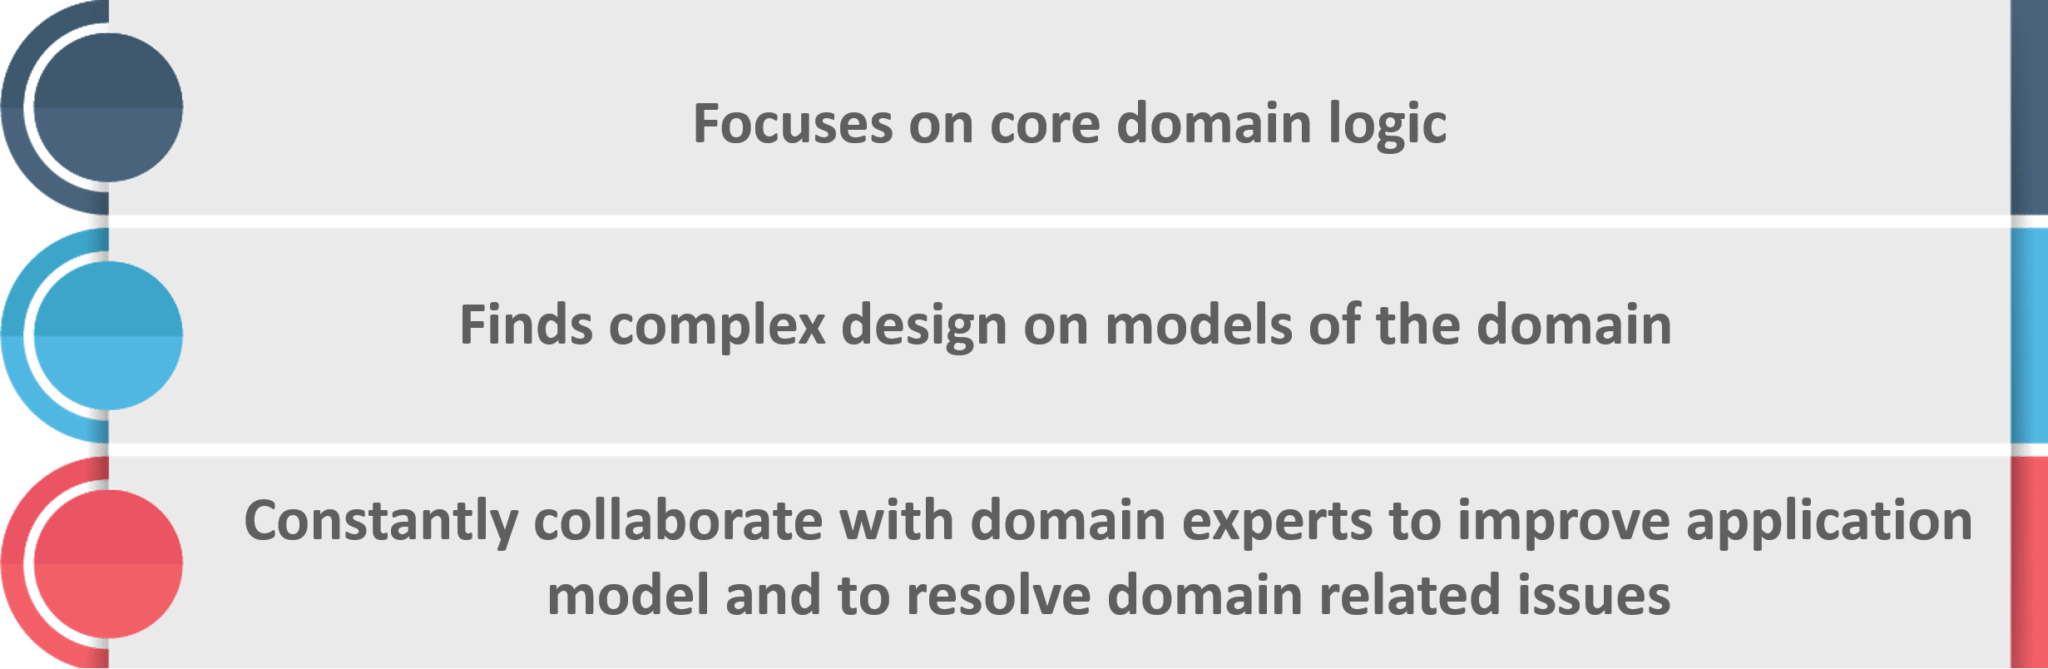 Focuses on core domain logic
Finds complex design on models of the domain
Constantly collaborate with domain experts to improve application
model and to resolve domain related issues